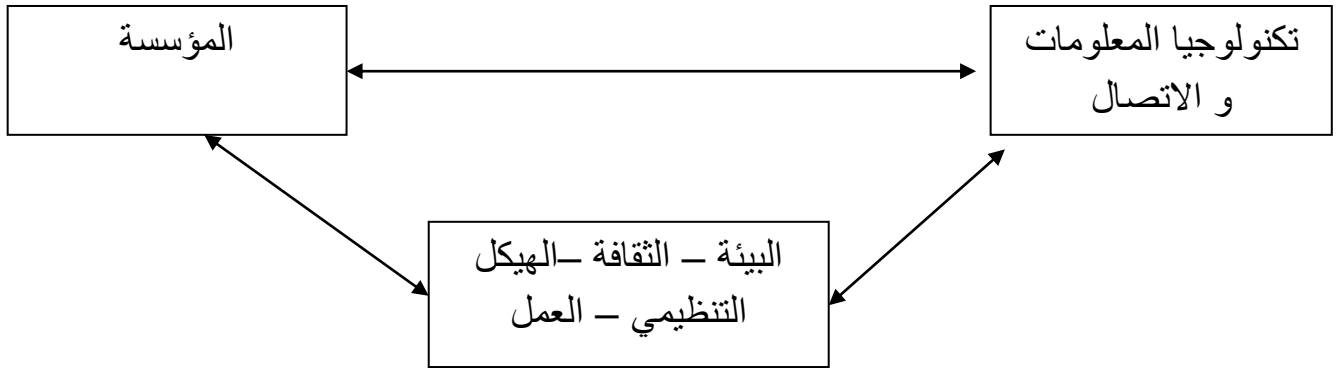 تكنولوجيا المعلومات
و الاتصال
المؤسسة
البيئة – الثقافة –الهيكل
التنظيمي – العمل